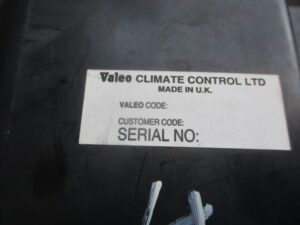 Valeo CLIMATE CONTROL LTD
MADE IN U.K.
VALEO CODE:
CUSTOMER CODE:
SERIAL NO: